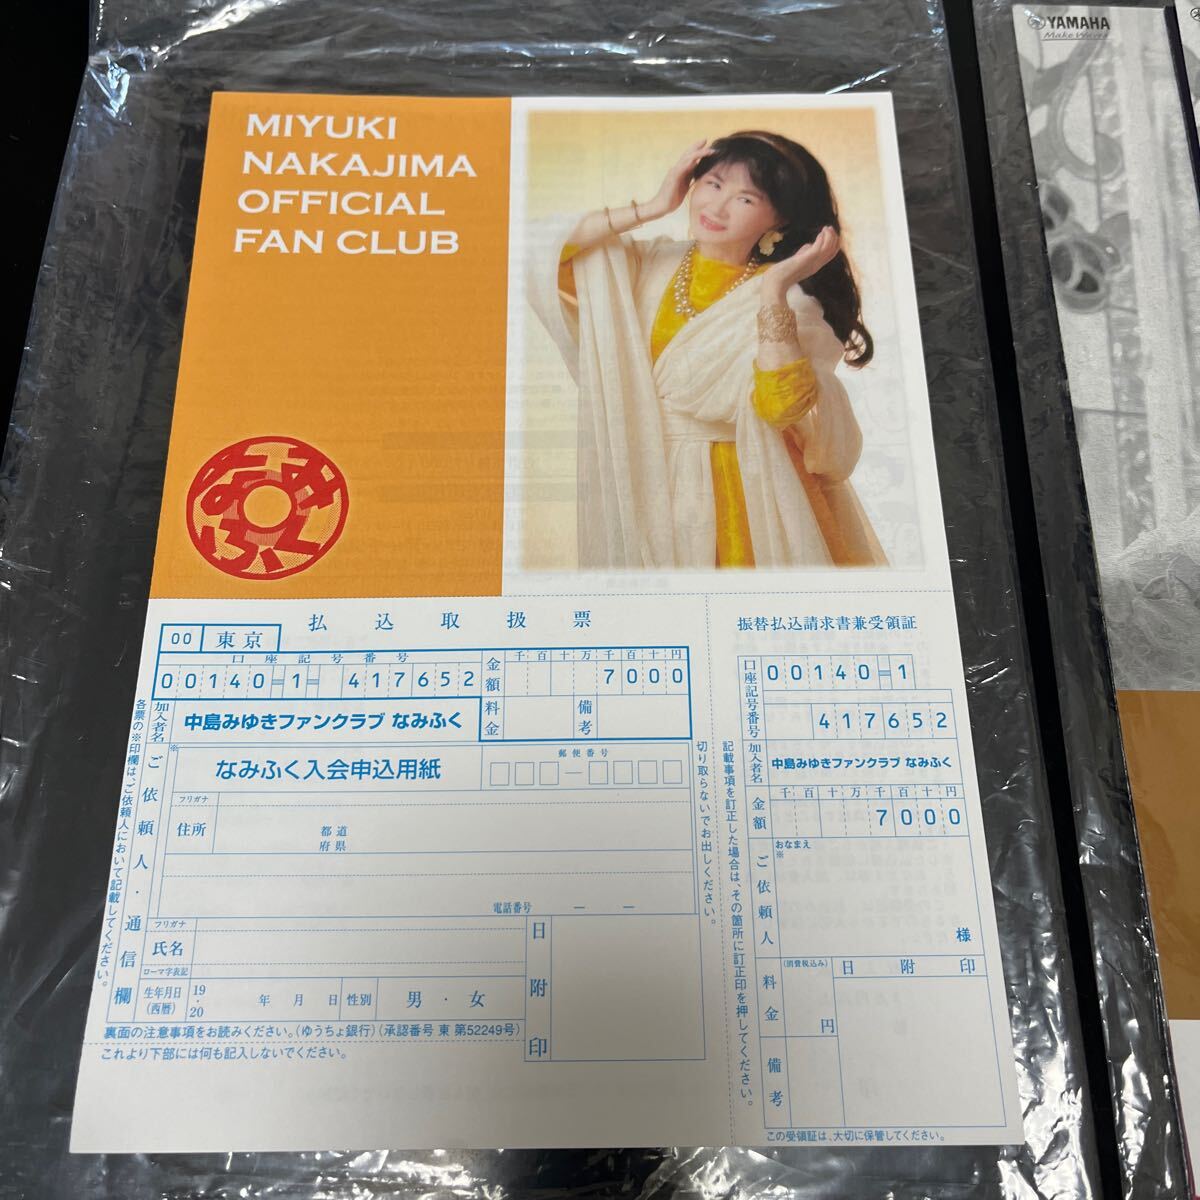 MIYUKI
NAKAJIMA
OFFICIAL
FAN CLUB
なみふく
YAMAHA
Make Waves
払込取扱票
00 東京
口座記号番号
00140-1-417652
金額
千百十万千百十円
7000
加入者名
中島みゆきファンクラブ なみふく
料金
備考
※
なみふく入会申込用紙
郵便番号
フリガナ
住所
都道
府県
電話番号 ー ー
フリガナ
氏名
ローマ字表記
生年月日
(西暦)
19
・
20
年 月 日
性別
男・女
日附印
ご依頼人・通信欄
各票の※印欄は、ご依頼人において記載してください。
裏面の注意事項をお読みください。(ゆうちょ銀行)(承認番号 東 第52249号)
これより下部には何も記入しないでください。
切り取らないでお出しください。
振替払込請求書兼受領証
口座記号番号
00140-1
417652
加入者名
中島みゆきファンクラブ なみふく
金額
千百十万千百十円
7000
ご依頼人
おなまえ
※
様
料金
(消費税込み)
円
日附印
備考
記載事項を訂正した場合は、その箇所に訂正印を押してください。
この受領証は、大切に保管してください。